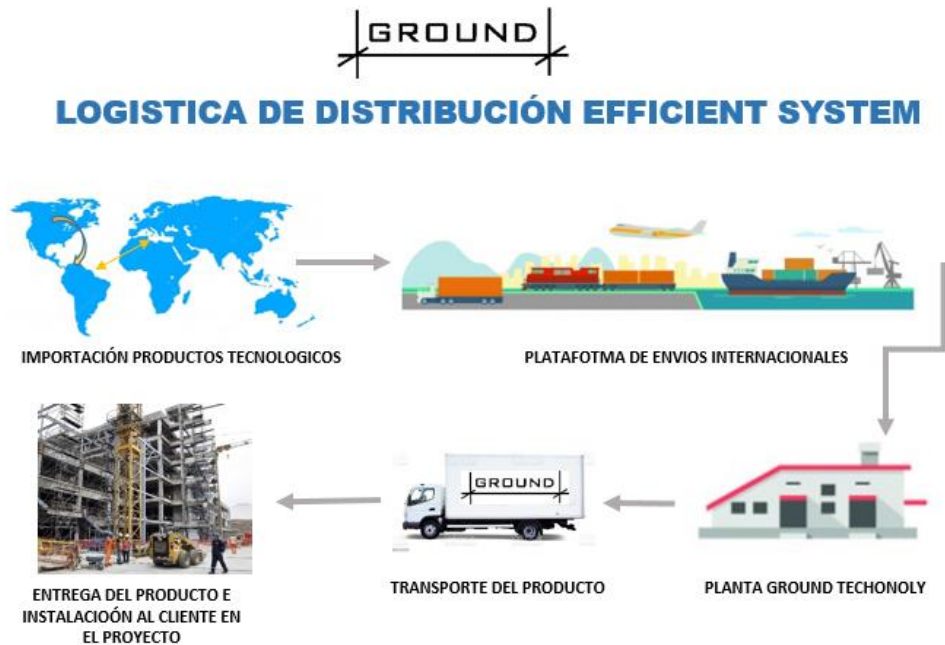 GROUND
LOGISTICA DE DISTRIBUCIÓN EFFICIENT SYSTEM
IMPORTACIÓN PRODUCTOS TECNOLOGICOS
PLATAFOTMA DE ENVIOS INTERNACIONALES
ENTREGA DEL PRODUCTO E
INSTALACIOÓN AL CLIENTE EN
EL PROYECTO
GROUND
TRANSPORTE DEL PRODUCTO
PLANTA GROUND TECHONOLY